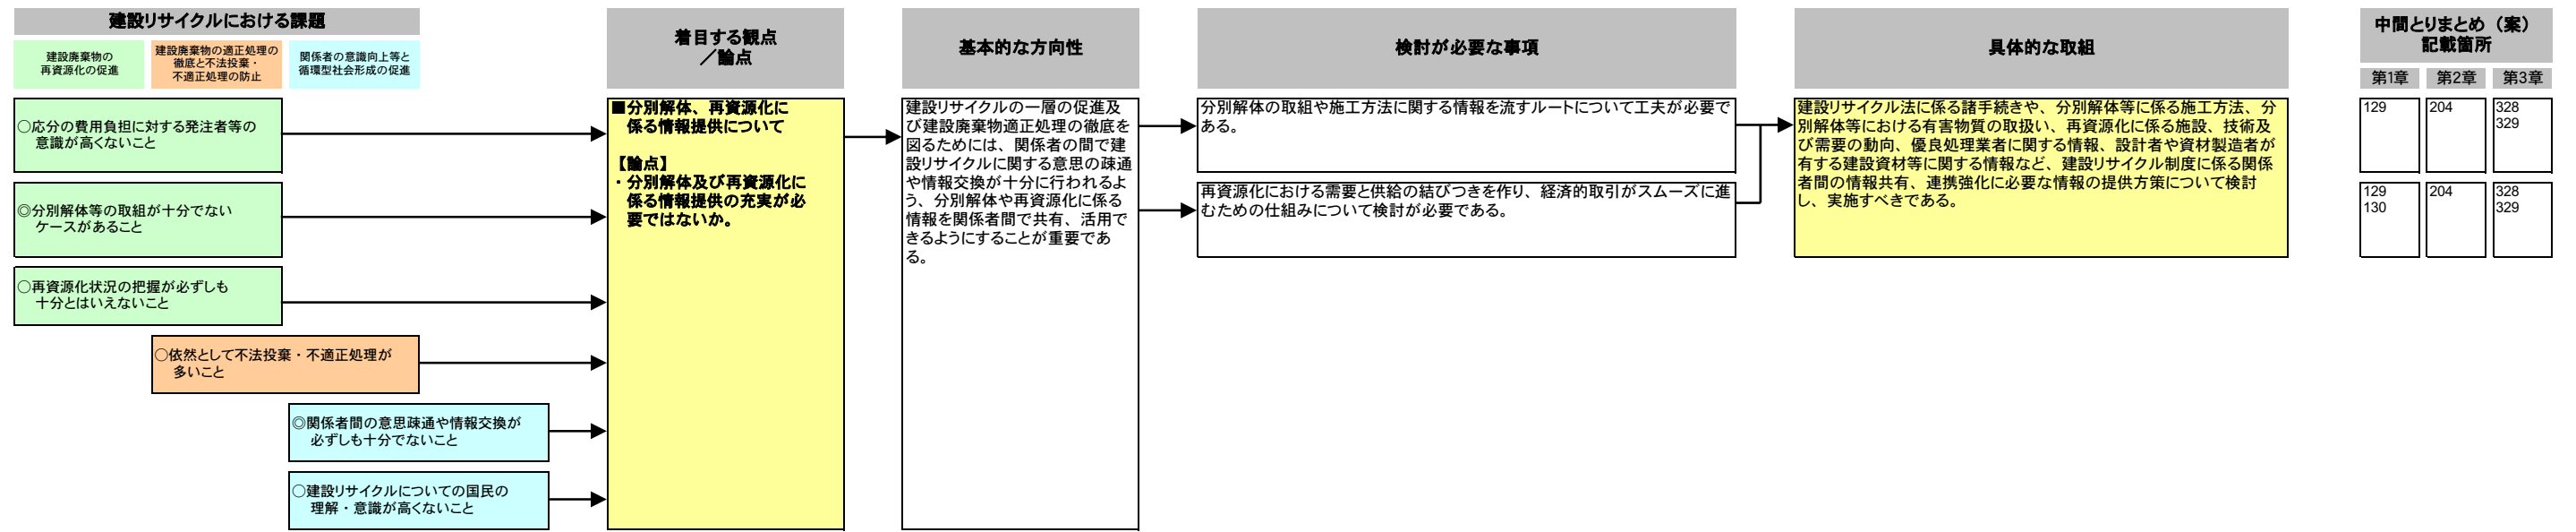 建設リサイクルにおける課題
建設廃棄物の
再資源化の促進
建設廃棄物の適正処理の
徹底と不法投棄・
不適正処理の防止
関係者の意識向上等と
循環型社会形成の促進
着目する観点
／論点
基本的な方向性
検討が必要な事項
具体的な取組
中間とりまとめ（案）
記載箇所
第1章
第2章
第3章
○応分の費用負担に対する発注者等の
意識が高くないこと
◎分別解体等の取組が十分でない
ケースがあること
○再資源化状況の把握が必ずしも
十分とはいえないこと
○依然として不法投棄・不適正処理が
多いこと
◎関係者間の意思疎通や情報交換が
必ずしも十分でないこと
○建設リサイクルについての国民の
理解・意識が高くないこと
■分別解体、再資源化に
係る情報提供について
【論点】
・分別解体及び再資源化に
係る情報提供の充実が必
要ではないか。
建設リサイクルの一層の促進及
び建設廃棄物適正処理の徹底を
図るためには、関係者の間で建
設リサイクルに関する意思の疎通
や情報交換が十分に行われるよ
う、分別解体や再資源化に係る
情報を関係者間で共有、活用で
きるようにすることが重要であ
る。
分別解体の取組や施工方法に関する情報を流すルートについて工夫が必要で
ある。
再資源化における需要と供給の結びつきを作り、経済的取引がスムーズに進
むための仕組みについて検討が必要である。
建設リサイクル法に係る諸手続きや、分別解体等に係る施工方法、分
別解体等における有害物質の取扱い、再資源化に係る施設、技術及
び需要の動向、優良処理業者に関する情報、設計者や資材製造者が
有する建設資材等に関する情報など、建設リサイクル制度に係る関係
者間の情報共有、連携強化に必要な情報の提供方策について検討
し、実施すべきである。
129
204
328
329
129
130
204
328
329